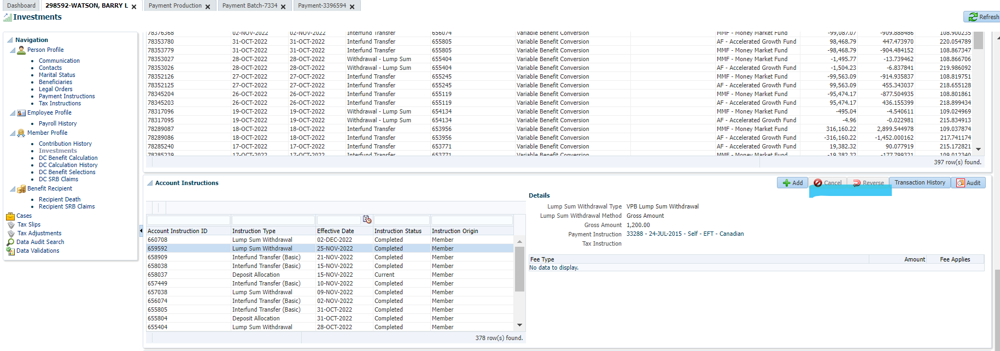 Dashboard 298592-WATSON, BARRY L Payment Production Payment Batch-7334 Payment-3396594
Investments Refresh
Navigation
Person Profile
Communication
Contacts
Marital Status
Beneficiaries
Legal Orders
Payment Instructions
Tax Instructions
Employee Profile
Payroll History
Member Profile
Contribution History
Investments
DC Benefit Calculation
DC Calculation History
DC Benefit Selections
DC SRB Claims
Benefit Recipient
Recipient Death
Recipient SRB Claims
Cases
Tax Slips
Tax Adjustments
Data Audit Search
Data Validations
78376368 02-NOV-2022 02-NOV-2022 Interfund Transfer 656074 Variable Benefit Conversion MMF - Money Market Fund -99,087.07 -909.888486 108.900235
78353780 31-OCT-2022 31-OCT-2022 Interfund Transfer 655805 Variable Benefit Conversion AF - Accelerated Growth Fund 98,468.79 447.473970 220.054789
78353779 31-OCT-2022 31-OCT-2022 Interfund Transfer 655805 Variable Benefit Conversion MMF - Money Market Fund -98,468.79 -904.484152 108.867347
78353027 28-OCT-2022 28-OCT-2022 Withdrawal - Lump Sum 655404 Variable Benefit Conversion MMF - Money Market Fund -1,495.77 -13.739462 108.866706
78353026 28-OCT-2022 28-OCT-2022 Withdrawal - Lump Sum 655404 Variable Benefit Conversion AF - Accelerated Growth Fund -1,504.23 -6.837841 219.986092
78352126 27-OCT-2022 27-OCT-2022 Interfund Transfer 655245 Variable Benefit Conversion MMF - Money Market Fund -99,563.09 -914.935837 108.819751
78352125 27-OCT-2022 27-OCT-2022 Interfund Transfer 655245 Variable Benefit Conversion AF - Accelerated Growth Fund 99,563.09 455.343037 218.655128
78345204 26-OCT-2022 26-OCT-2022 Interfund Transfer 655119 Variable Benefit Conversion MMF - Money Market Fund -95,474.17 -877.504935 108.801861
78345203 26-OCT-2022 26-OCT-2022 Interfund Transfer 655119 Variable Benefit Conversion AF - Accelerated Growth Fund 95,474.17 436.155399 218.899434
78317096 19-OCT-2022 19-OCT-2022 Withdrawal - Lump Sum 654134 Variable Benefit Conversion MMF - Money Market Fund -495.04 -4.540611 109.024969
78317095 19-OCT-2022 19-OCT-2022 Withdrawal - Lump Sum 654134 Variable Benefit Conversion AF - Accelerated Growth Fund -4.96 -0.022981 215.834913
78289087 18-OCT-2022 18-OCT-2022 Interfund Transfer 653956 Variable Benefit Conversion MMF - Money Market Fund 316,160.22 2,899.544978 109.037874
78289086 18-OCT-2022 18-OCT-2022 Interfund Transfer 653956 Variable Benefit Conversion AF - Accelerated Growth Fund -316,160.22 -1,452.000162 217.741174
78285240 17-OCT-2022 17-OCT-2022 Interfund Transfer 653771 Variable Benefit Conversion AF - Accelerated Growth Fund 19,382.32 90.077919 215.172821
78285239 17-OCT-2022 17-OCT-2022 Interfund Transfer 653771 Variable Benefit Conversion MMF - Money Market Fund -19,382.32 -177.799321 109.012340
397 row(s) found.
Account Instructions Add Cancel Reverse Transaction History Audit
Account Instruction ID Instruction Type Effective Date Instruction Status Instruction Origin
660708 Lump Sum Withdrawal 02-DEC-2022 Completed Member
659592 Lump Sum Withdrawal 25-NOV-2022 Completed Member
658909 Interfund Transfer (Basic) 21-NOV-2022 Completed Member
658038 Interfund Transfer (Basic) 15-NOV-2022 Completed Member
658037 Deposit Allocation 15-NOV-2022 Current Member
657449 Interfund Transfer (Basic) 10-NOV-2022 Completed Member
657038 Lump Sum Withdrawal 09-NOV-2022 Completed Member
656074 Interfund Transfer (Basic) 02-NOV-2022 Completed Member
655805 Interfund Transfer (Basic) 31-OCT-2022 Completed Member
655804 Deposit Allocation 31-OCT-2022 Completed Member
655404 Lump Sum Withdrawal 28-OCT-2022 Completed Member
378 row(s) found.
Details
Lump Sum Withdrawal Type VPB Lump Sum Withdrawal
Lump Sum Withdrawal Method Gross Amount
Gross Amount 1,200.00
Payment Instruction 33288 - 24-JUL-2015 - Self - EFT - Canadian
Tax Instruction
Fee Type Amount Fee Applies
No data to display.